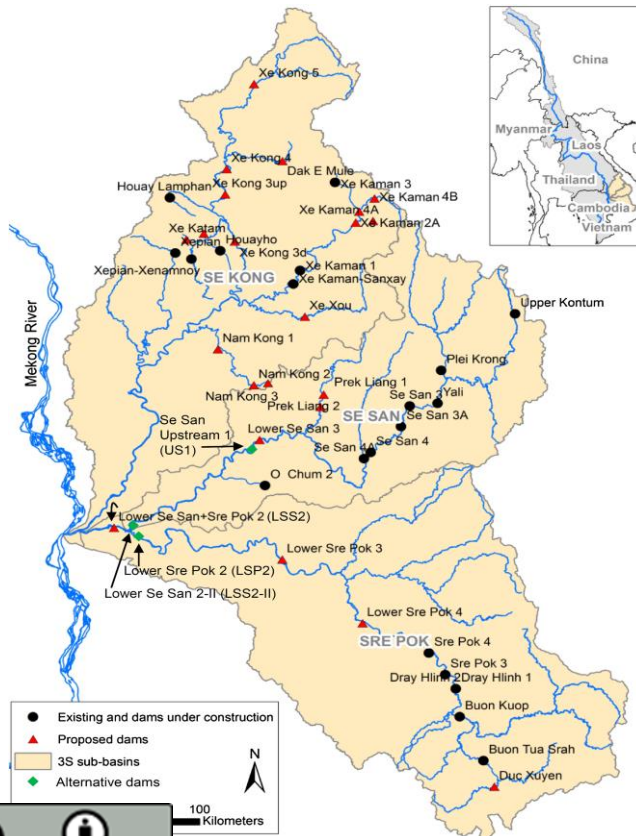 China
Myanmar
Laos
Thailand
Cambodia
Vietnam
Xe Kong 5
Xe Kong 4
Dak E Mule
Houay Lamphan
Xe Kong 3up
Xe Kaman 3
Xe Kaman 4B
Xe Kaman 4A
Xe Kaman 2A
Xe Katam
Xepian
Houayho
Xe Kong 3d
Xepian-Xenamnoy
SE KONG
Xe Kaman 1
Xe Kaman-Sanxay
Xe Xou
Upper Kontum
Mekong River
Nam Kong 1
Plei Krong
Nam Kong 2
Nam Kong 3
Prek Liang 1
Prek Liang 2
Se San 3
Yali
SE SAN
Se San 3A
Se San
Upstream 1
(US1)
Lower Se San 3
Se San 4
Se San 4A
O Chum 2
Lower Se San+Sre Pok 2 (LSS2)
Lower Sre Pok 2 (LSP2)
Lower Se San 2-II (LSS2-II)
Lower Sre Pok 3
Lower Sre Pok 4
SRE POK
Sre Pok 4
Sre Pok 3
Dray Hlinh 2
Dray Hlinh 1
Buon Kuop
Buon Tua Srah
Duc Xuyen
Existing and dams under construction
Proposed dams
3S sub-basins
Alternative dams
N
100
Kilometers